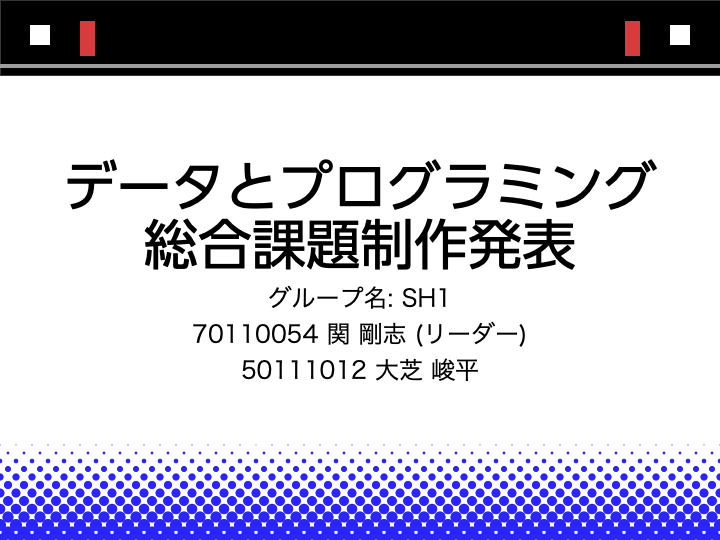 データとプログラミング
総合課題制作発表
グループ名: SH1
70110054 関 剛志 (リーダー)
50111012 大芝 峻平